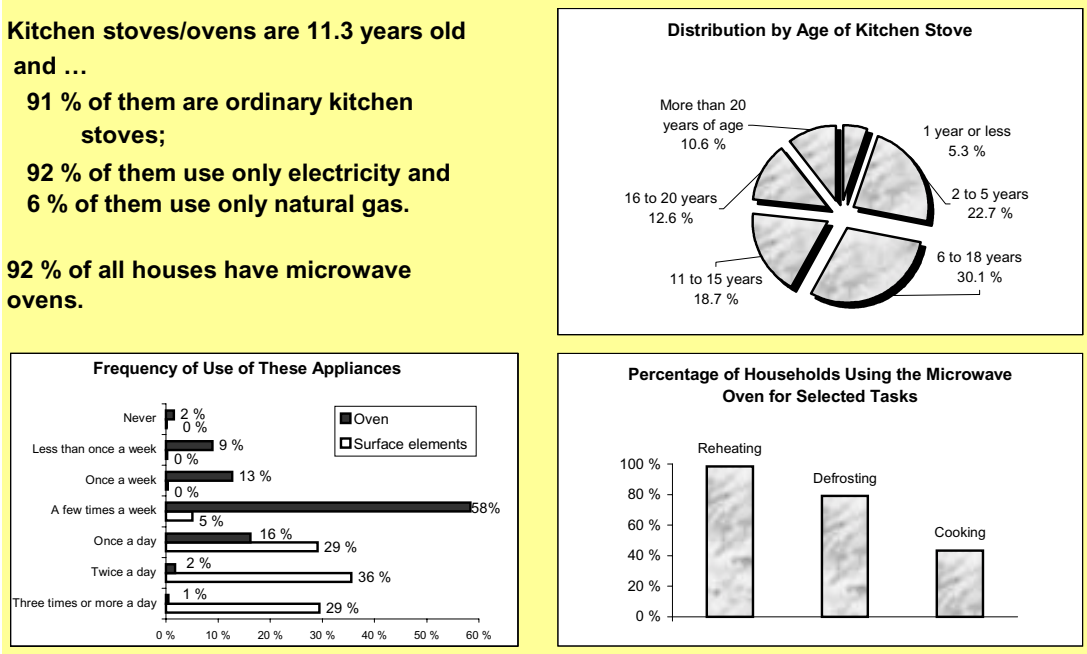 Kitchen stoves/ovens are 11.3 years old
and …
91 % of them are ordinary kitchen
stoves;
92 % of them use only electricity and
6 % of them use only natural gas.
92 % of all houses have microwave
ovens.
Distribution by Age of Kitchen Stove
More than 20
years of age
10.6 %
1 year or less
5.3 %
16 to 20 years
12.6 %
2 to 5 years
22.7 %
11 to 15 years
18.7 %
6 to 18 years
30.1 %
Frequency of Use of These Appliances
Oven
Surface elements
Never
2 %
0 %
Less than once a week
9 %
0 %
Once a week
13 %
0 %
A few times a week
58%
5 %
Once a day
16 %
29 %
Twice a day
2 %
36 %
Three times or more a day
1 %
29 %
0 % 10 % 20 % 30 % 40 % 50 % 60 %
Percentage of Households Using the Microwave
Oven for Selected Tasks
Reheating
Defrosting
Cooking
100 %
80 %
60 %
40 %
20 %
0 %